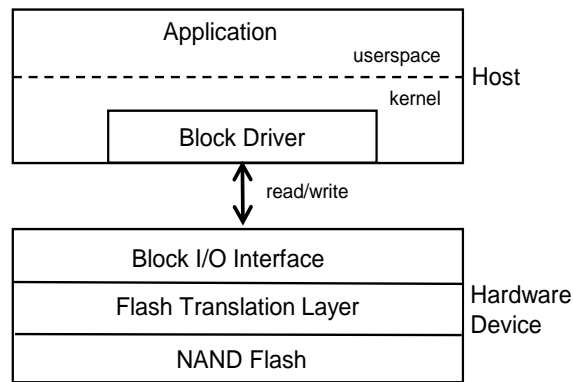 Application
userspace
Host
kernel
Block Driver
read/write
Block I/O Interface
Flash Translation Layer
Hardware
Device
NAND Flash